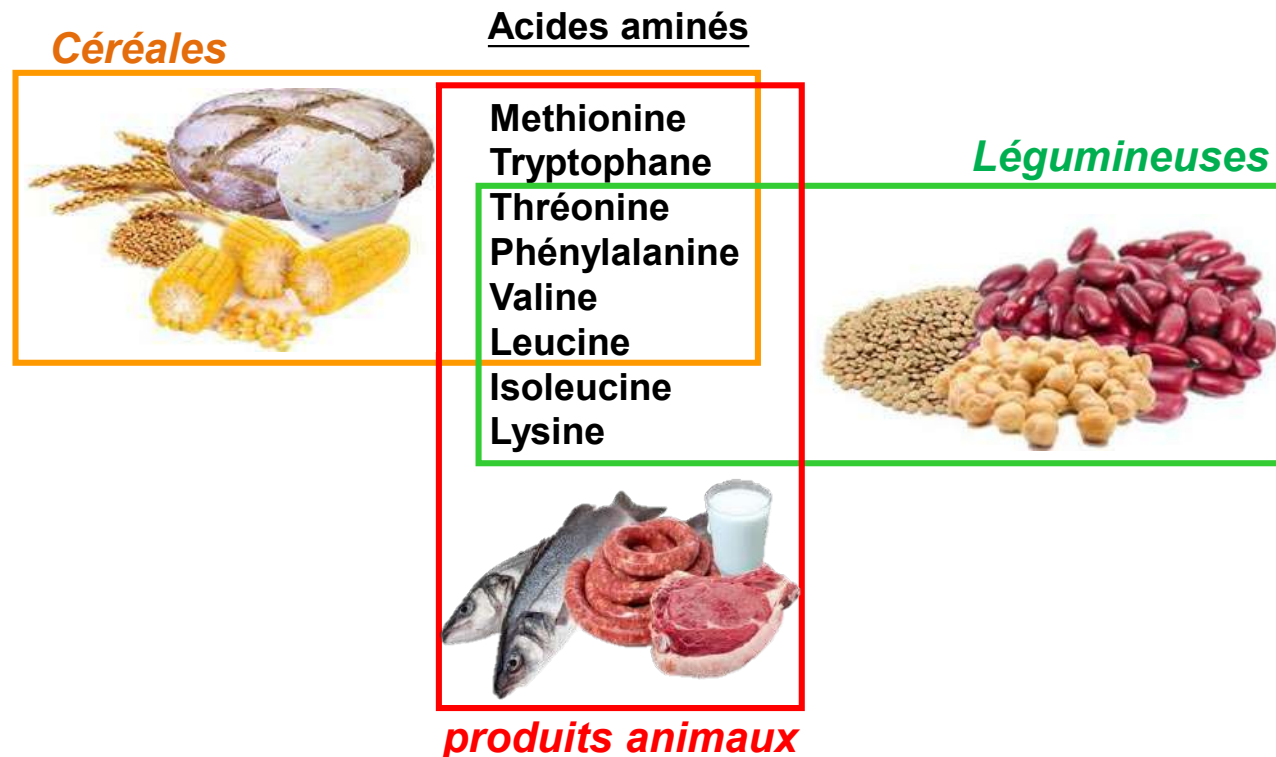 Acides aminés
Céréales
Methionine
Tryptophane
Légumineuses
Thréonine
Phénylalanine
Valine
Leucine
Isoleucine
Lysine
produits animaux